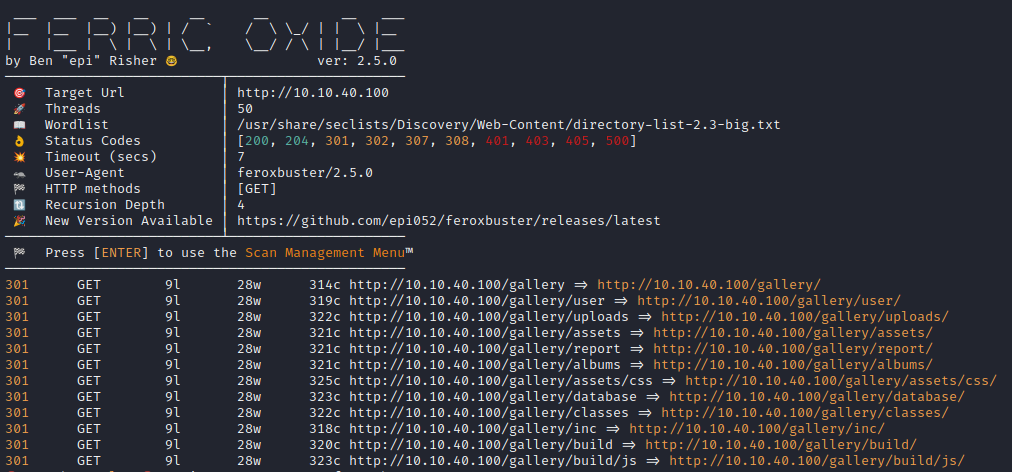 FERRIC OXIDE
by Ben "epi" Risher 🤓 ver: 2.5.0
🎯 Target Url │ http://10.10.40.100
🚀 Threads │ 50
📖 Wordlist │ /usr/share/seclists/Discovery/Web-Content/directory-list-2.3-big.txt
👌 Status Codes │ [200, 204, 301, 302, 307, 308, 401, 403, 405, 500]
💥 Timeout (secs) │ 7
🦡 User-Agent │ feroxbuster/2.5.0
🏁 HTTP methods │ [GET]
🔃 Recursion Depth │ 4
🎉 New Version Available │ https://github.com/epi052/feroxbuster/releases/latest
🏁 Press [ENTER] to use the Scan Management Menu™
301 GET 9l 28w 314c http://10.10.40.100/gallery => http://10.10.40.100/gallery/
301 GET 9l 28w 319c http://10.10.40.100/gallery/user => http://10.10.40.100/gallery/user/
301 GET 9l 28w 322c http://10.10.40.100/gallery/uploads => http://10.10.40.100/gallery/uploads/
301 GET 9l 28w 321c http://10.10.40.100/gallery/assets => http://10.10.40.100/gallery/assets/
301 GET 9l 28w 321c http://10.10.40.100/gallery/report => http://10.10.40.100/gallery/report/
301 GET 9l 28w 321c http://10.10.40.100/gallery/albums => http://10.10.40.100/gallery/albums/
301 GET 9l 28w 325c http://10.10.40.100/gallery/assets/css => http://10.10.40.100/gallery/assets/css/
301 GET 9l 28w 323c http://10.10.40.100/gallery/database => http://10.10.40.100/gallery/database/
301 GET 9l 28w 322c http://10.10.40.100/gallery/classes => http://10.10.40.100/gallery/classes/
301 GET 9l 28w 318c http://10.10.40.100/gallery/inc => http://10.10.40.100/gallery/inc/
301 GET 9l 28w 320c http://10.10.40.100/gallery/build => http://10.10.40.100/gallery/build/
301 GET 9l 28w 323c http://10.10.40.100/gallery/build/js => http://10.10.40.100/gallery/build/js/